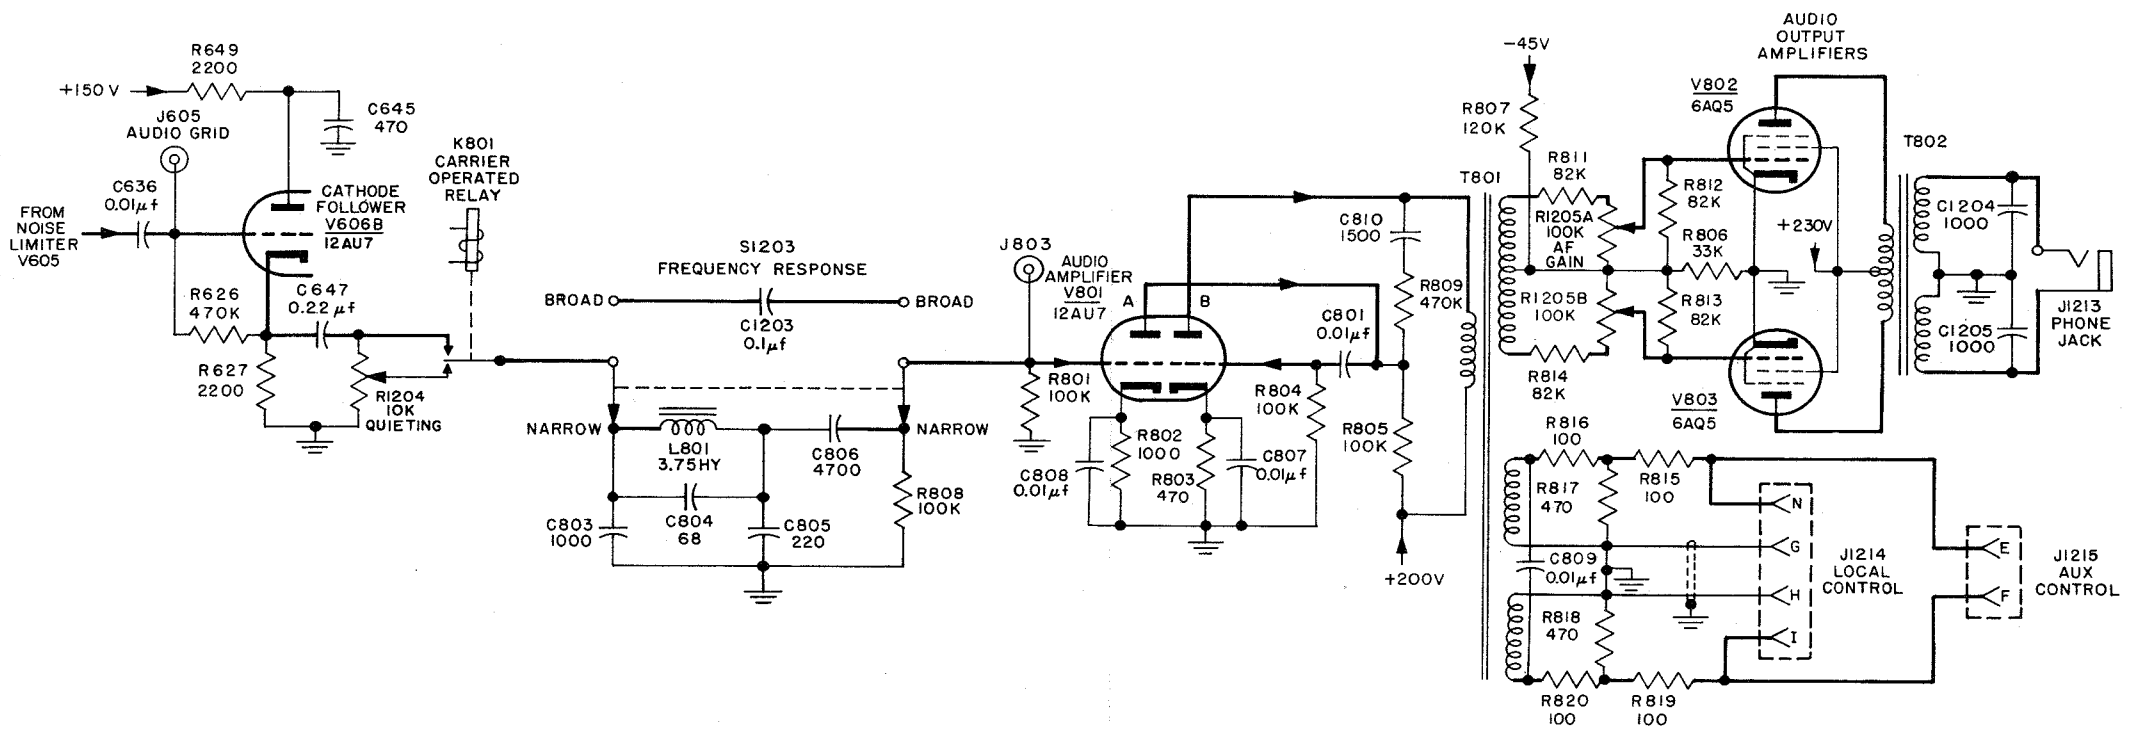 R649
2200
+150 V
J605
AUDIO GRID
C645
470
C636
0.01μf
FROM
NOISE
LIMITER
V605
CATHODE
FOLLOWER
V606B
12AU7
R626
470K
C647
0.22μf
R627
2200
R1204
10K
QUIETING
K801
CARRIER
OPERATED
RELAY
S1203
FREQUENCY RESPONSE
BROAD
BROAD
C1203
0.1μf
NARROW
NARROW
L801
3.75HY
C806
4700
C804
68
C803
1000
C805
220
R808
100K
J803
AUDIO
AMPLIFIER
V801
12AU7
A
B
R801
100K
C808
0.01μf
R802
1000
R803
470
C807
0.01μf
R804
100K
C801
0.01μf
C810
1500
R809
470K
R805
100K
+200V
T801
-45V
R807
120K
R811
82K
R1205A
100K
AF
GAIN
R1205B
100K
R814
82K
R812
82K
R806
33K
R813
82K
AUDIO
OUTPUT
AMPLIFIERS
V802
6AQ5
+230V
V803
6AQ5
T802
C1204
1000
C1205
1000
J1213
PHONE
JACK
R816
100
R817
470
R815
100
C809
0.01μf
R818
470
R820
100
R819
100
N
G
H
I
J1214
LOCAL
CONTROL
E
F
J1215
AUX
CONTROL